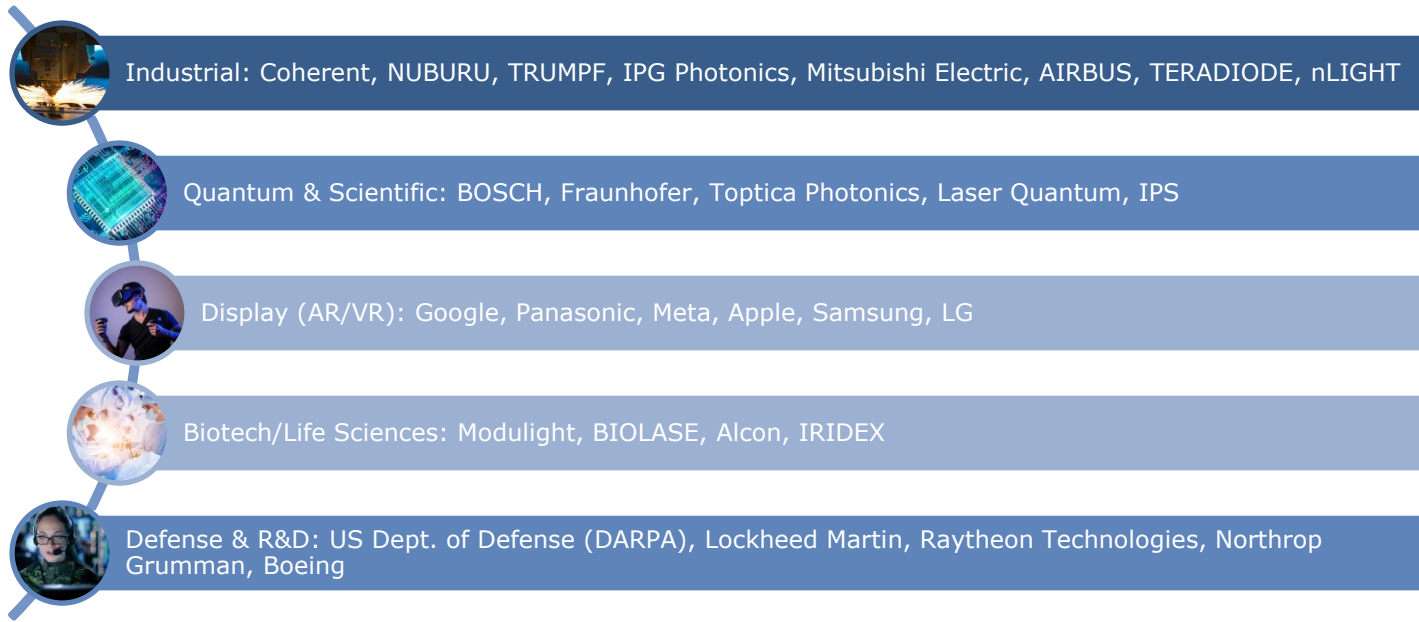 Industrial: Coherent, NUBURU, TRUMPF, IPG Photonics, Mitsubishi Electric, AIRBUS, TERADIODE, nLIGHT
Quantum & Scientific: BOSCH, Fraunhofer, Toptica Photonics, Laser Quantum, IPS
Display (AR/VR): Google, Panasonic, Meta, Apple, Samsung, LG
Biotech/Life Sciences: Modulight, BIOLASE, Alcon, IRIDEX
Defense & R&D: US Dept. of Defense (DARPA), Lockheed Martin, Raytheon Technologies, Northrop
Grumman, Boeing